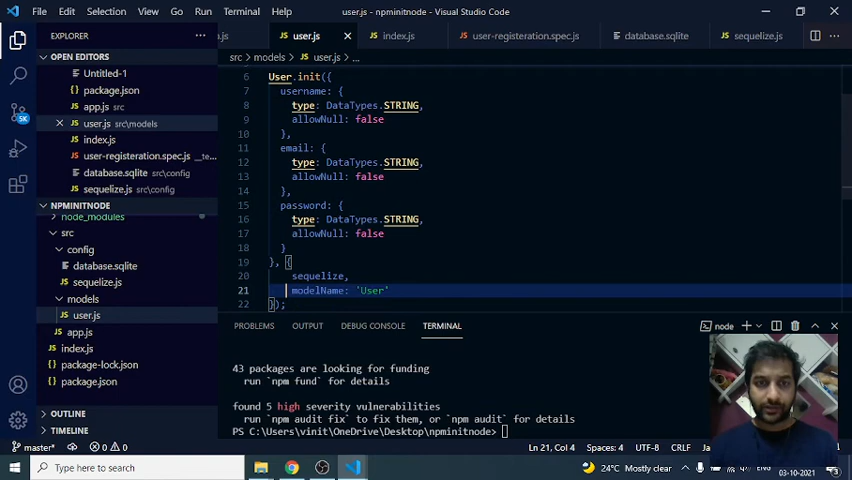 File Edit Selection View Go Run Terminal Help user.js - npminitnode - Visual Studio Code
EXPLORER
.js user.js index.js user-registeration.spec.js database.sqlite sequelize.js
OPEN EDITORS
src > models > user.js > ...
Untitled-1
package.json
app.js src
user.js src\models
index.js
user-registeration.spec.js __te...
database.sqlite src\config
sequelize.js src\config
NPMINITNODE
node_modules
src
config
database.sqlite
sequelize.js
models
user.js
app.js
index.js
package-lock.json
package.json
OUTLINE
TIMELINE
5K
6 User.init({
7 username: {
8 type: DataTypes.STRING,
9 allowNull: false
10 },
11 email: {
12 type: DataTypes.STRING,
13 allowNull: false
14 },
15 password: {
16 type: DataTypes.STRING,
17 allowNull: false
18 }
19 }, {
20 sequelize,
21 modelName: 'User'
22 });
PROBLEMS OUTPUT DEBUG CONSOLE TERMINAL node
43 packages are looking for funding
run `npm fund` for details
found 5 high severity vulnerabilities
run `npm audit fix` to fix them, or `npm audit` for details
PS C:\Users\vinit\OneDrive\Desktop\npminitnode>
master* 0 0 Ln 21, Col 4 Spaces: 4 UTF-8 CRLF
Type here to search 24°C Mostly clear ENG 03-10-2021